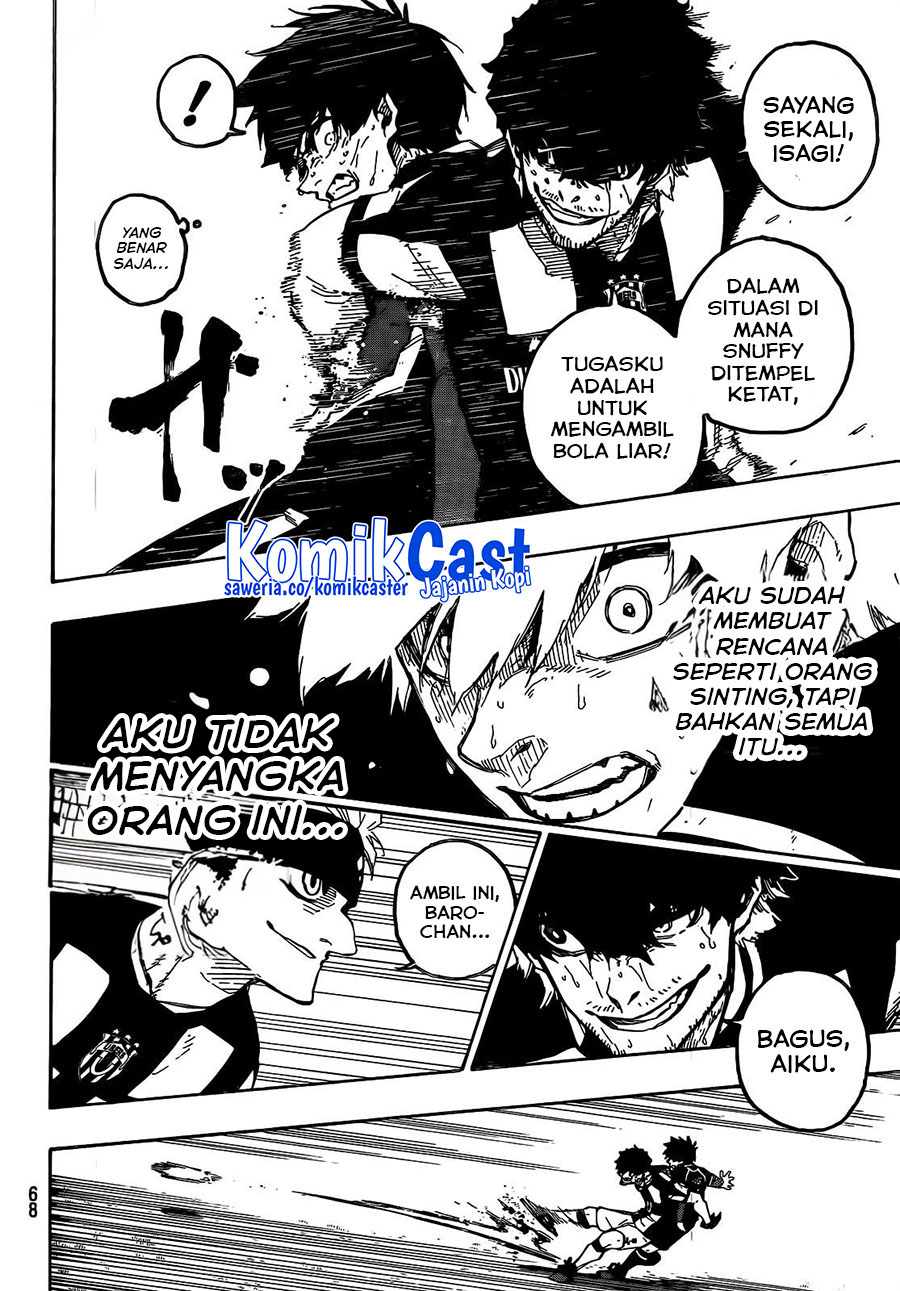 SAYANG
SEKALI,
ISAGI!
!
YANG
BENAR
SAJA...
DALAM
SITUASI DI
MANA
SNUFFY
DITEMPEL
KETAT,
TUGASKU
ADALAH
UNTUK
MENGAMBIL
BOLA LIAR!
ザッ
KomikCast
saweria.co/komikcaster Jajanin Kopi
AKU SUDAH
MEMBUAT
RENCANA
SEPERTI ORANG
SINTING, TAPI
BAHKAN SEMUA
ITU...
AKU TIDAK
MENYANGKA
ORANG INI...
AMBIL INI,
BARO-
CHAN...
BAGUS,
AIKU.
68